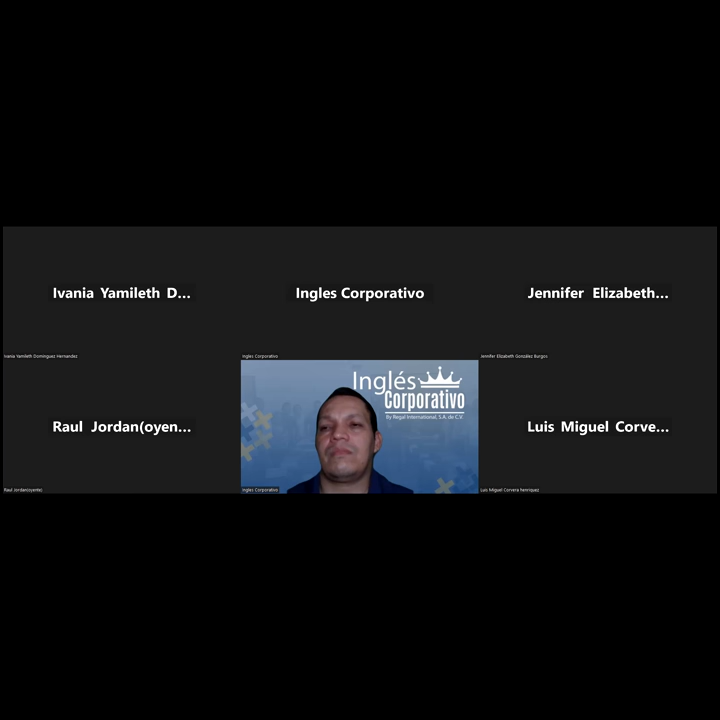 Ivania Yamileth D...
Ingles Corporativo
Jennifer Elizabeth...
Ivania Yamileth Dominguez Hernandez
Ingles Corporativo
Jennifer Elizabeth González Burgos
Raul Jordan(oyen...
Inglés
Corporativo
By Regal International, S.A. de C.V.
Luis Miguel Corve...
Raul Jordan(oyente)
Ingles Corporativo
Luis Miguel Corvera henriquez